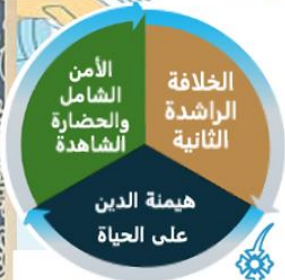 الخلافة
الراشدة
الثانية
الأمن
الشامل
والحضارة
الشاهدة
هيمنة الدين
على الحياة